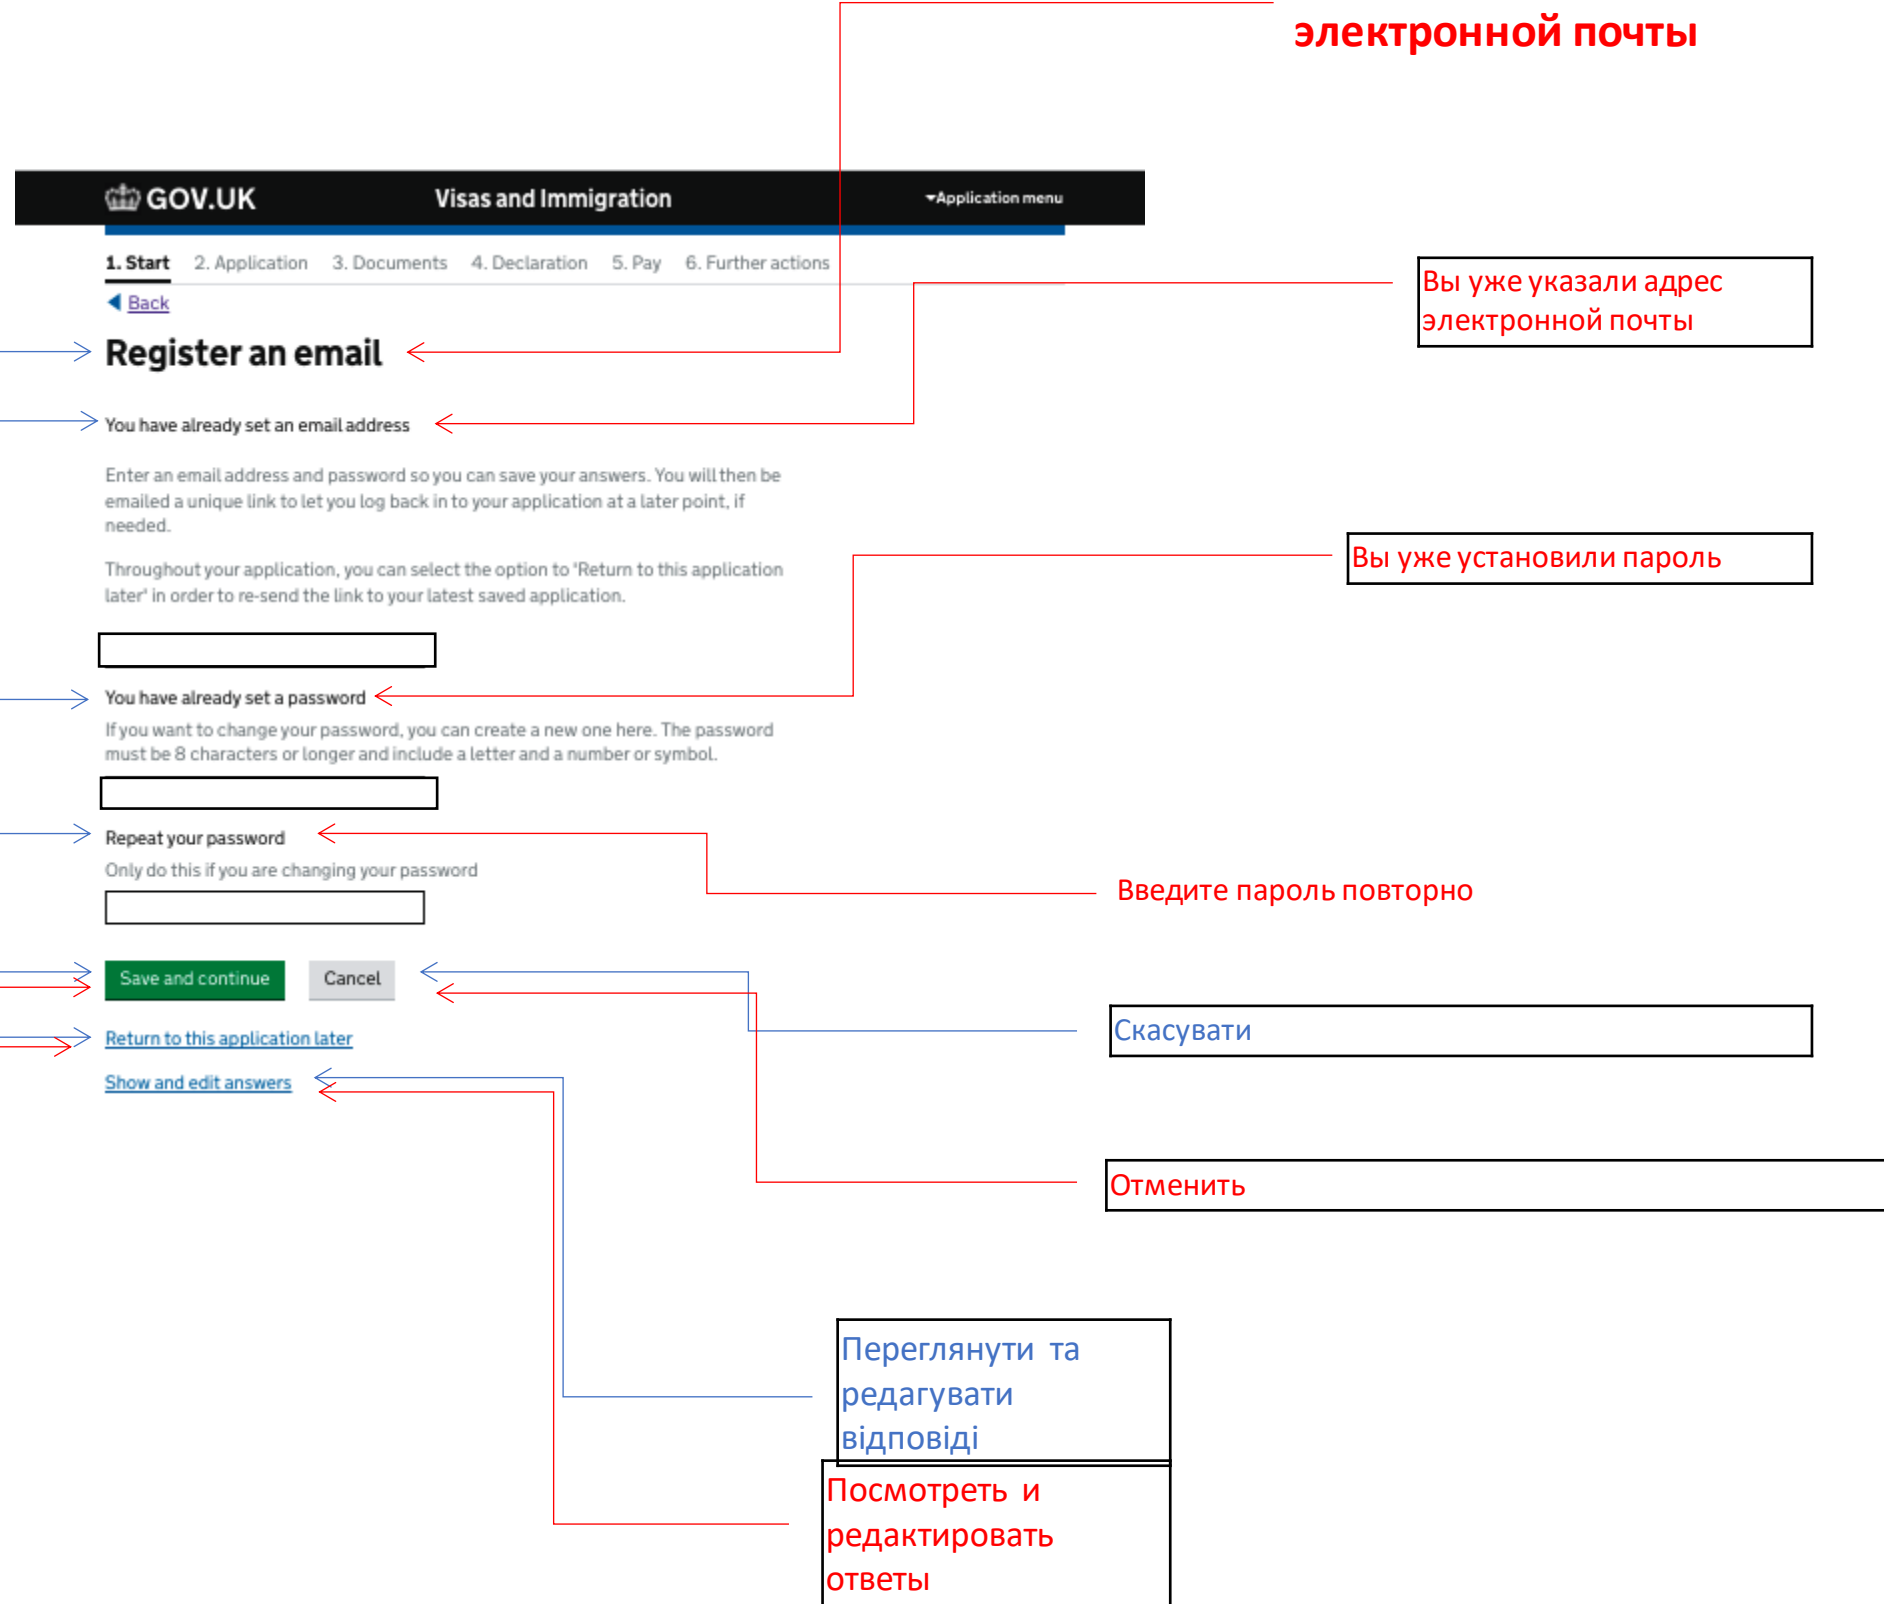 электронной почты
GOV.UK
Visas and Immigration
Application menu
1. Start 2. Application 3. Documents 4. Declaration 5. Pay 6. Further actions
Back
Вы уже указали адрес
электронной почты
Register an email
You have already set an email address
Enter an email address and password so you can save your answers. You will then be
emailed a unique link to let you log back in to your application at a later point, if
needed.
Вы уже установили пароль
Throughout your application, you can select the option to 'Return to this application
later' in order to re-send the link to your latest saved application.
You have already set a password
If you want to change your password, you can create a new one here. The password
must be 8 characters or longer and include a letter and a number or symbol.
Repeat your password
Only do this if you are changing your password
Введите пароль повторно
Save and continue
Cancel
Return to this application later
Скасувати
Show and edit answers
Отменить
Переглянути та
редагувати
відповіді
Посмотреть и
редактировать
ответы